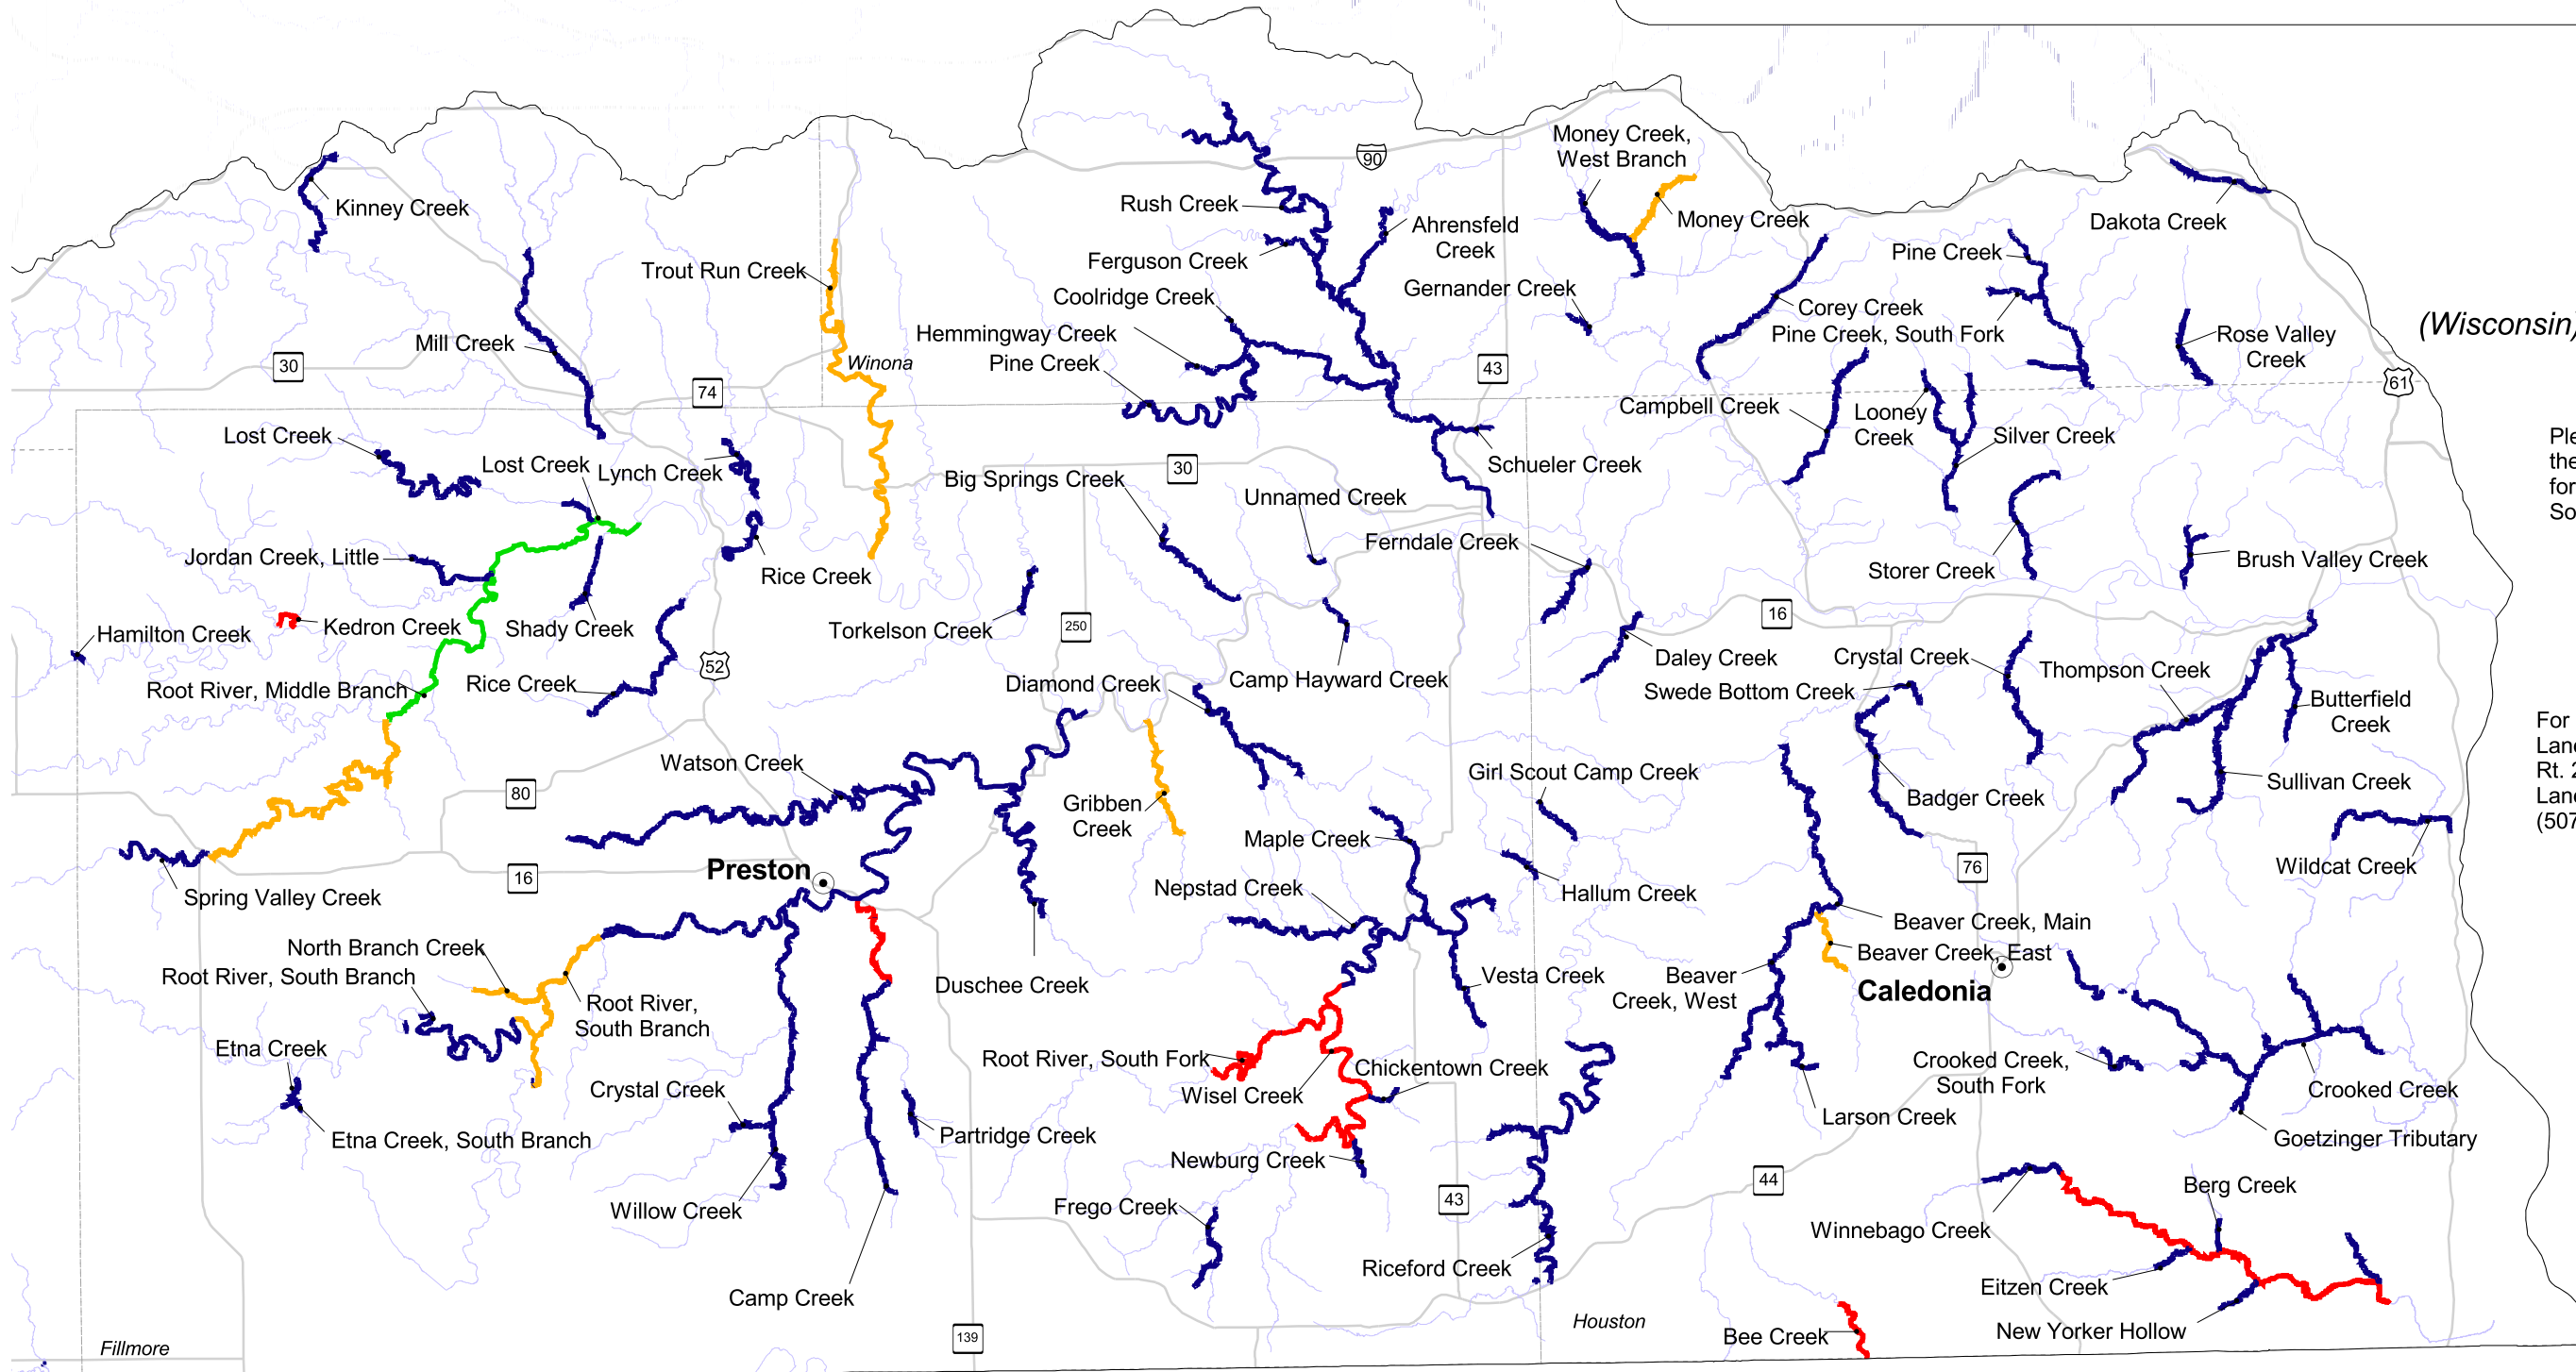 90
Money Creek,
West Branch
Kinney Creek
Rush Creek
Ahrensfeld
Creek
Money Creek
Dakota Creek
Trout Run Creek
Ferguson Creek
Pine Creek
Coolridge Creek
Gernander Creek
Corey Creek
Hemmingway Creek
Pine Creek, South Fork
Rose Valley
Creek
(Wisconsin)
Mill Creek
Winona
Pine Creek
30
74
43
61
Lost Creek
Lost Creek
Lynch Creek
Campbell Creek
Looney
Creek
Silver Creek
Ple
the
for
So
Big Springs Creek
30
Unnamed Creek
Schueler Creek
Jordan Creek, Little
Rice Creek
Ferndale Creek
Storer Creek
Brush Valley Creek
Hamilton Creek
Kedron Creek
Shady Creek
Torkelson Creek
250
16
Root River, Middle Branch
Rice Creek
52
Diamond Creek
Camp Hayward Creek
Daley Creek
Crystal Creek
Swede Bottom Creek
Thompson Creek
Butterfield
Creek
For
Land
Rt. 2
Land
(507
Watson Creek
80
Gribben
Creek
Girl Scout Camp Creek
Badger Creek
Sullivan Creek
Maple Creek
Preston
16
Spring Valley Creek
Nepstad Creek
Hallum Creek
76
Wildcat Creek
North Branch Creek
Root River, South Branch
Root River,
South Branch
Duschee Creek
Vesta Creek
Beaver
Creek, West
Beaver Creek, Main
Beaver Creek, East
Caledonia
Etna Creek
Etna Creek, South Branch
Crystal Creek
Root River, South Fork
Wisel Creek
Chickentown Creek
Crooked Creek,
South Fork
Crooked Creek
Larson Creek
Goetzinger Tributary
Partridge Creek
Newburg Creek
Willow Creek
Frego Creek
43
44
Berg Creek
Winnebago Creek
Riceford Creek
Eitzen Creek
Camp Creek
Houston
New Yorker Hollow
Bee Creek
139
Fillmore